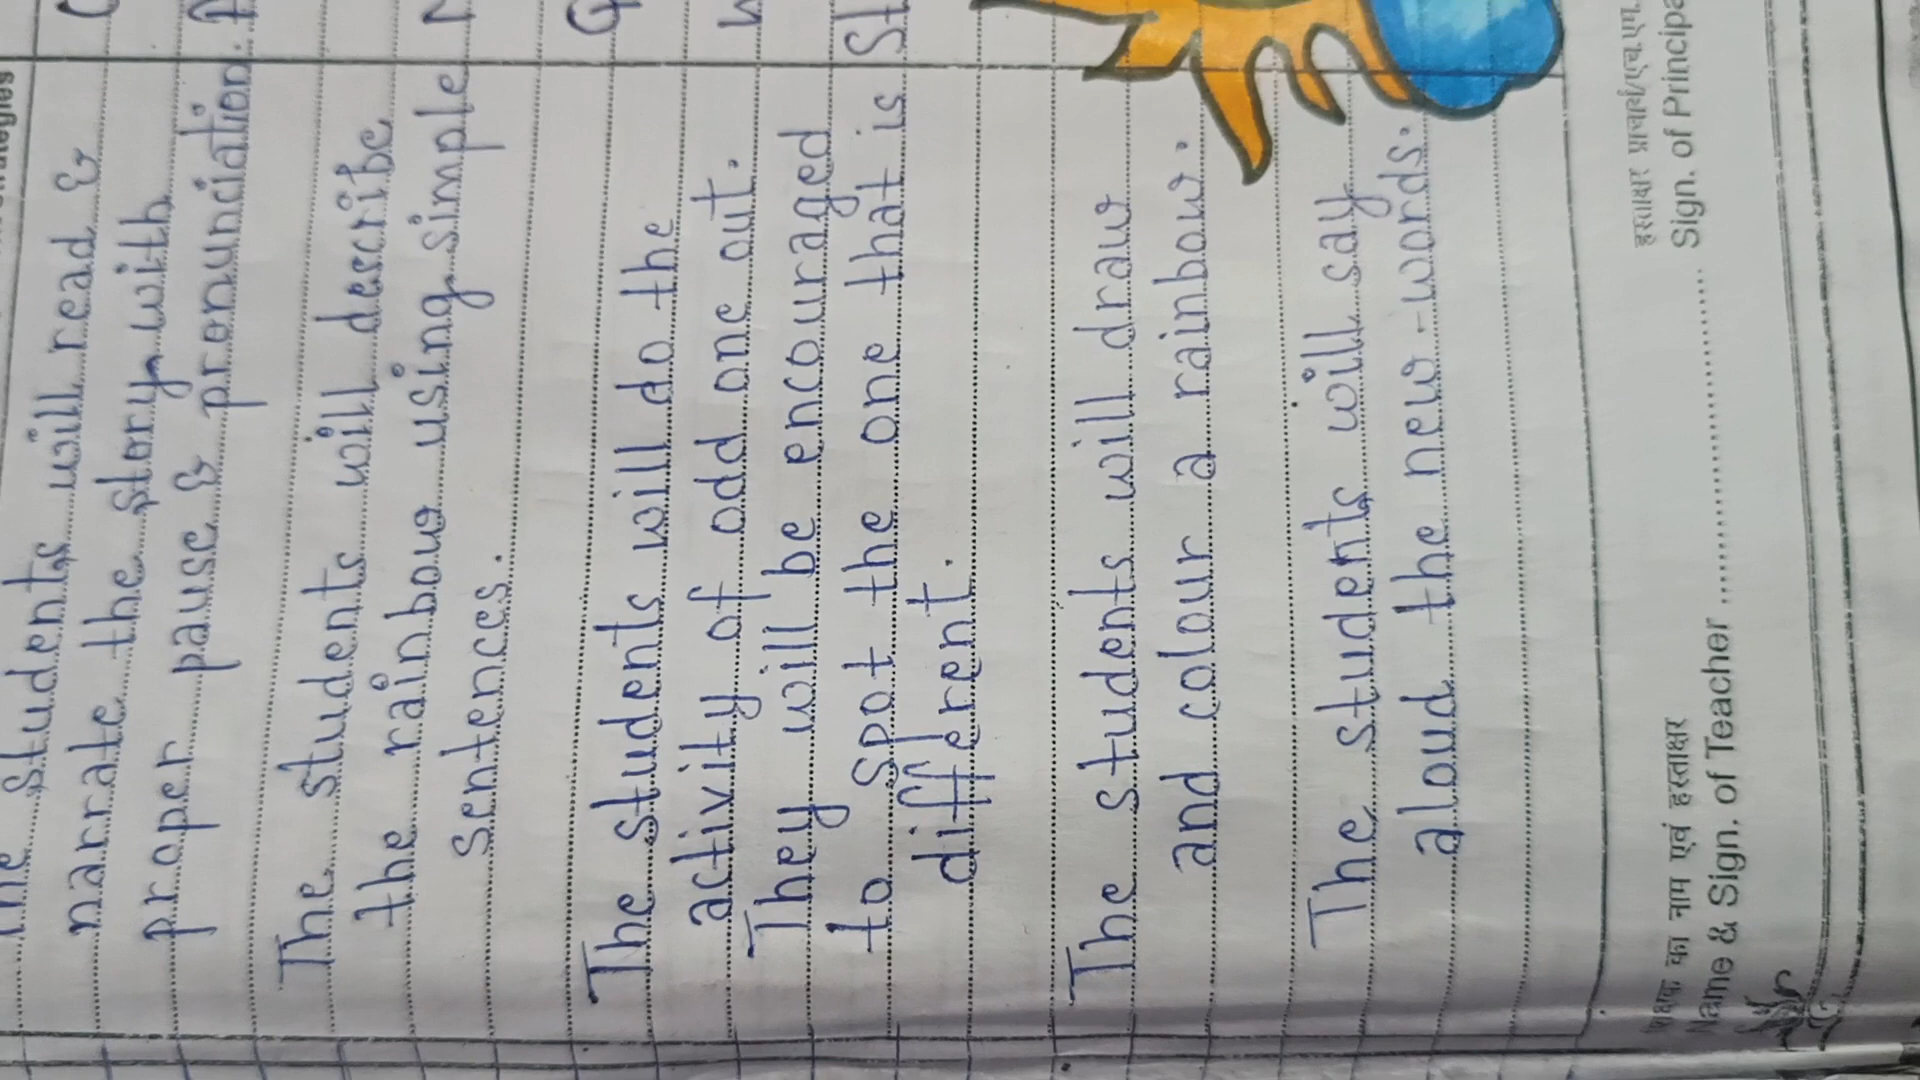 The students will read &
narrate the story with
proper pause & pronunciation.
The students will describe
the rainbow using simple
sentences.
The students will do the
activity of odd one out.
They will be encouraged
to spot the one that is
different.
The students will draw
and colour a rainbow.
The students will say
aloud the new-words.
St
का नाम एवं हस्ताक्षर
Name & Sign. of Teacher
हस्ताक्षर प्राचार्य/एच.एम.
Sign. of Principa